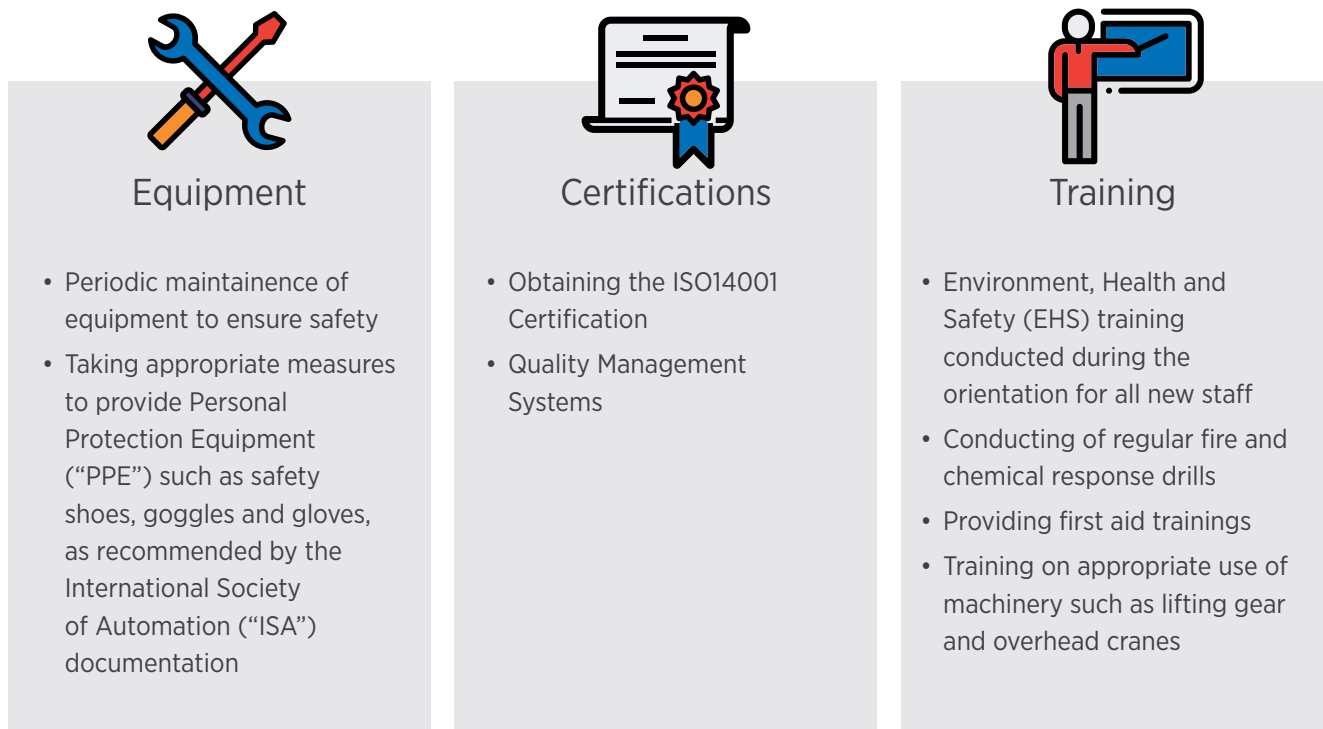 Equipment
• Periodic maintainence of
equipment to ensure safety
• Taking appropriate measures
to provide Personal
Protection Equipment
(“PPE”) such as safety
shoes, goggles and gloves,
as recommended by the
International Society
of Automation (“ISA”)
documentation
Certifications
• Obtaining the ISO14001
Certification
• Quality Management
Systems
Training
• Environment, Health and
Safety (EHS) training
conducted during the
orientation for all new staff
• Conducting of regular fire and
chemical response drills
• Providing first aid trainings
• Training on appropriate use of
machinery such as lifting gear
and overhead cranes